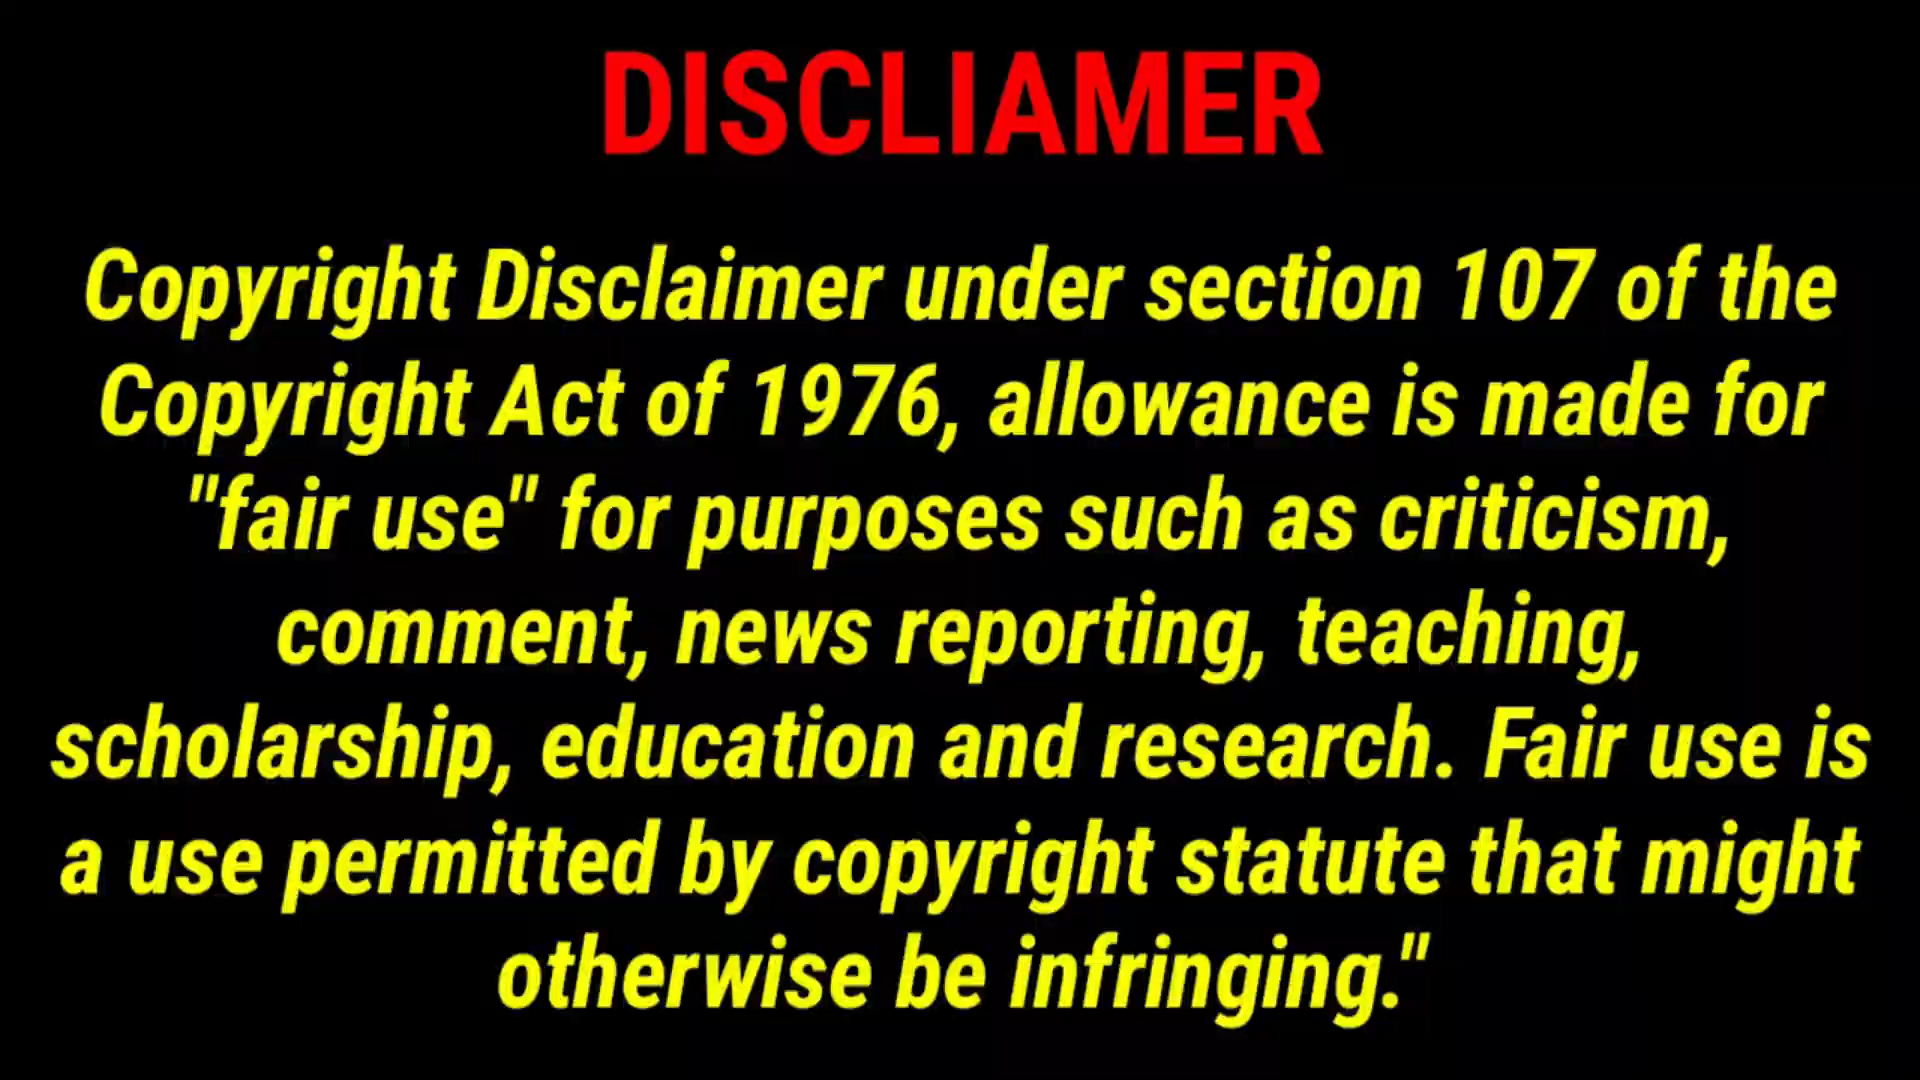 DISCLIAMER
Copyright Disclaimer under section 107 of the
Copyright Act of 1976, allowance is made for
"fair use" for purposes such as criticism,
comment, news reporting, teaching,
scholarship, education and research. Fair use is
a use permitted by copyright statute that might
otherwise be infringing."